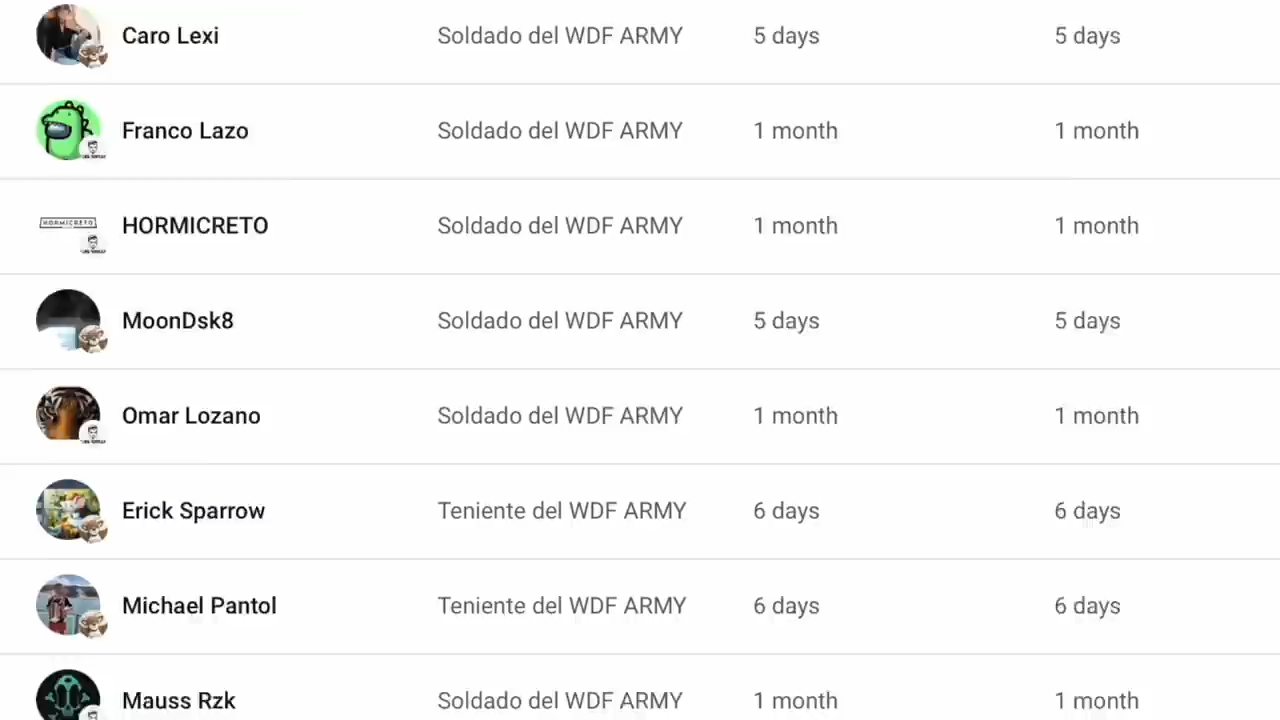 Caro Lexi Soldado del WDF ARMY 5 days 5 days
Franco Lazo Soldado del WDF ARMY 1 month 1 month
HORMICRETO
HORMICRETO Soldado del WDF ARMY 1 month 1 month
MoonDsk8 Soldado del WDF ARMY 5 days 5 days
Omar Lozano Soldado del WDF ARMY 1 month 1 month
Erick Sparrow Teniente del WDF ARMY 6 days 6 days
Michael Pantol Teniente del WDF ARMY 6 days 6 days
Mauss Rzk Soldado del WDF ARMY 1 month 1 month